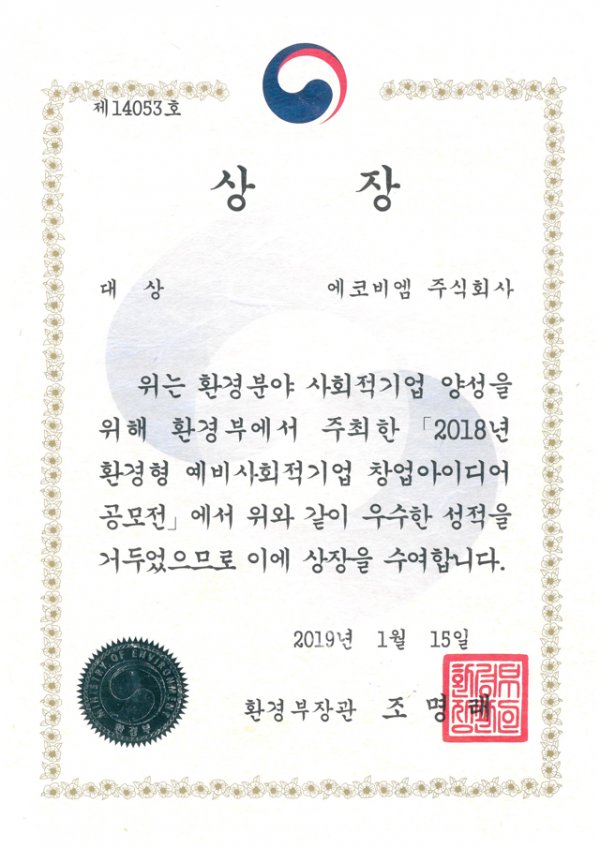 제14053호
상 장
대 상 에코비엠 주식회사
위는 환경분야 사회적기업 양성을
위해 환경부에서 주최한 「2018년
환경형 예비사회적기업 창업아이디어
공모전」에서 위와 같이 우수한 성적을
거두었으므로 이에 상장을 수여합니다.
2019년 1월 15일
MINISTRY OF ENVIRONMENT
환경부장관 조명래